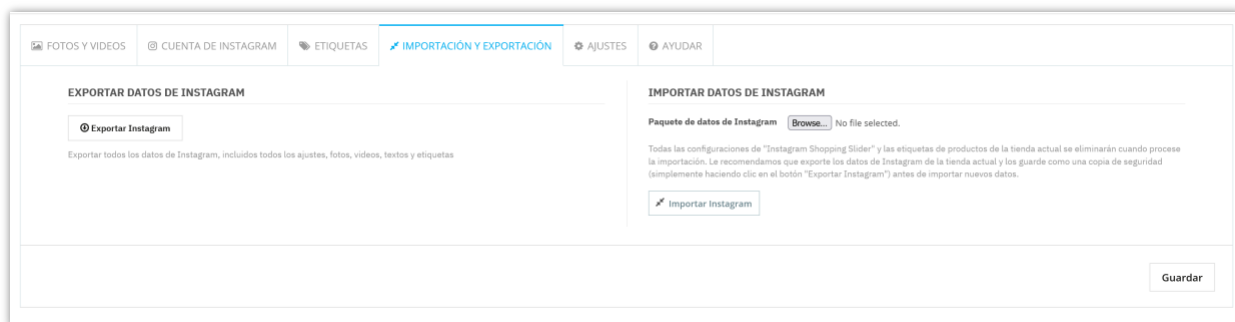 FOTOS Y VIDEOS CUENTA DE INSTAGRAM ETIQUETAS IMPORTACIÓN Y EXPORTACIÓN AJUSTES AYUDAR
EXPORTAR DATOS DE INSTAGRAM
Exportar Instagram
Exportar todos los datos de Instagram, incluidos todos los ajustes, fotos, videos, textos y etiquetas
IMPORTAR DATOS DE INSTAGRAM
Paquete de datos de Instagram Browse... No file selected.
Todas las configuraciones de "Instagram Shopping Slider" y las etiquetas de productos de la tienda actual se eliminarán cuando procese
la importación. Le recomendamos que exporte los datos de Instagram de la tienda actual y los guarde como una copia de seguridad
(simplemente haciendo clic en el botón "Exportar Instagram") antes de importar nuevos datos.
Importar Instagram
Guardar